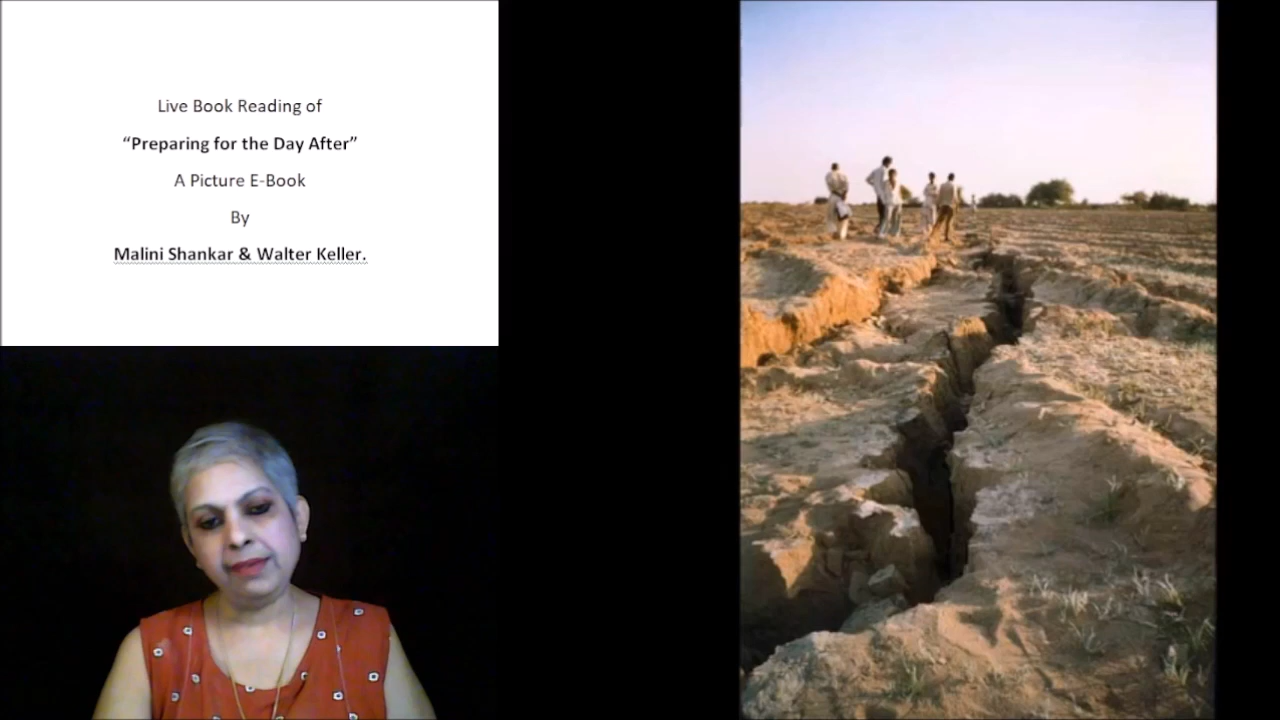 Live Book Reading of
“Preparing for the Day After”
A Picture E-Book
By
Malini Shankar & Walter Keller.